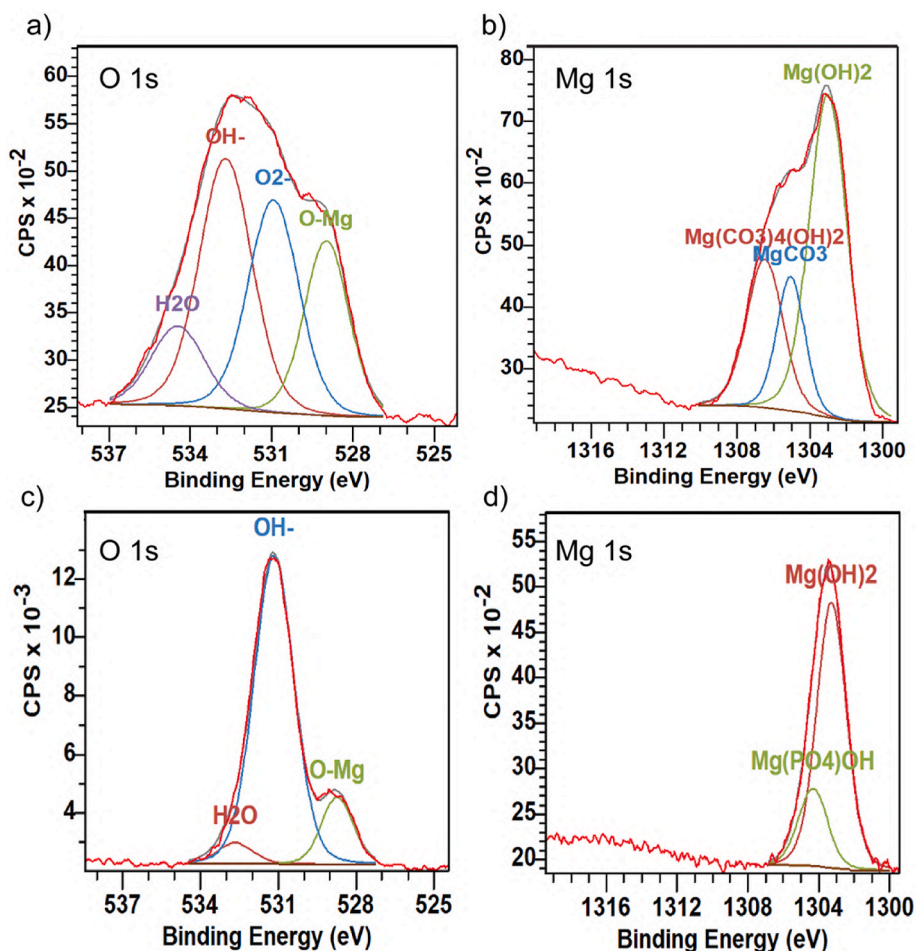 a)
O 1s
CPS x 10-2
60
55
50
45
40
35
30
25
OH-
O2-
O-Mg
H2O
537
534
531
528
525
Binding Energy (eV)
b)
Mg 1s
CPS x 10-2
80
70
60
50
40
30
Mg(OH)2
Mg(CO3)4(OH)2
MgCO3
1316
1312
1308
1304
1300
Binding Energy (eV)
c)
O 1s
CPS x 10-3
12
10
8
6
4
OH-
O-Mg
H2O
537
534
531
528
525
Binding Energy (eV)
d)
Mg 1s
CPS x 10-2
55
50
45
40
35
30
25
20
Mg(OH)2
Mg(PO4)OH
1316
1312
1308
1304
1300
Binding Energy (eV)